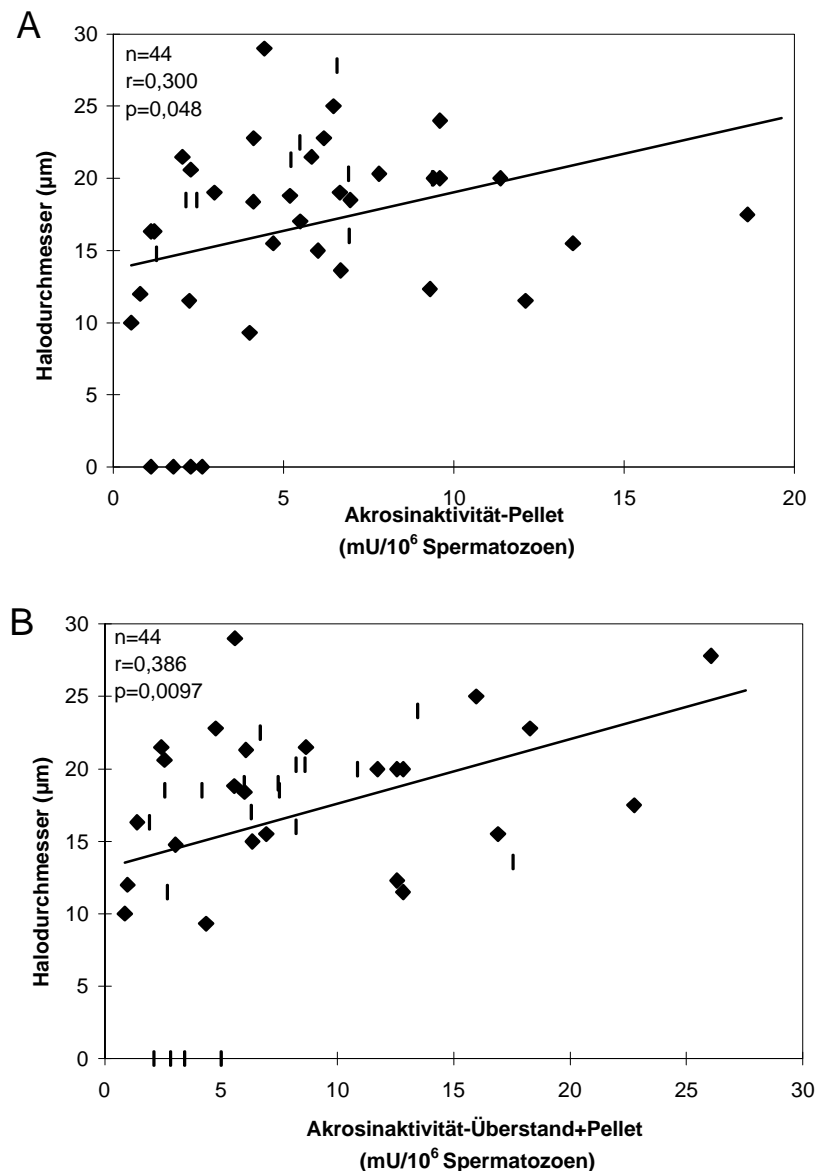 A
n=44
r=0,300
p=0,048
30
25
20
15
10
5
0
Halodurchmesser (µm)
0 5 10 15 20
Akrosinaktivität-Pellet
(mU/10⁶ Spermatozoen)
B
n=44
r=0,386
p=0,0097
30
25
20
15
10
5
0
Halodurchmesser (µm)
0 5 10 15 20 25 30
Akrosinaktivität-Überstand+Pellet
(mU/10⁶ Spermatozoen)